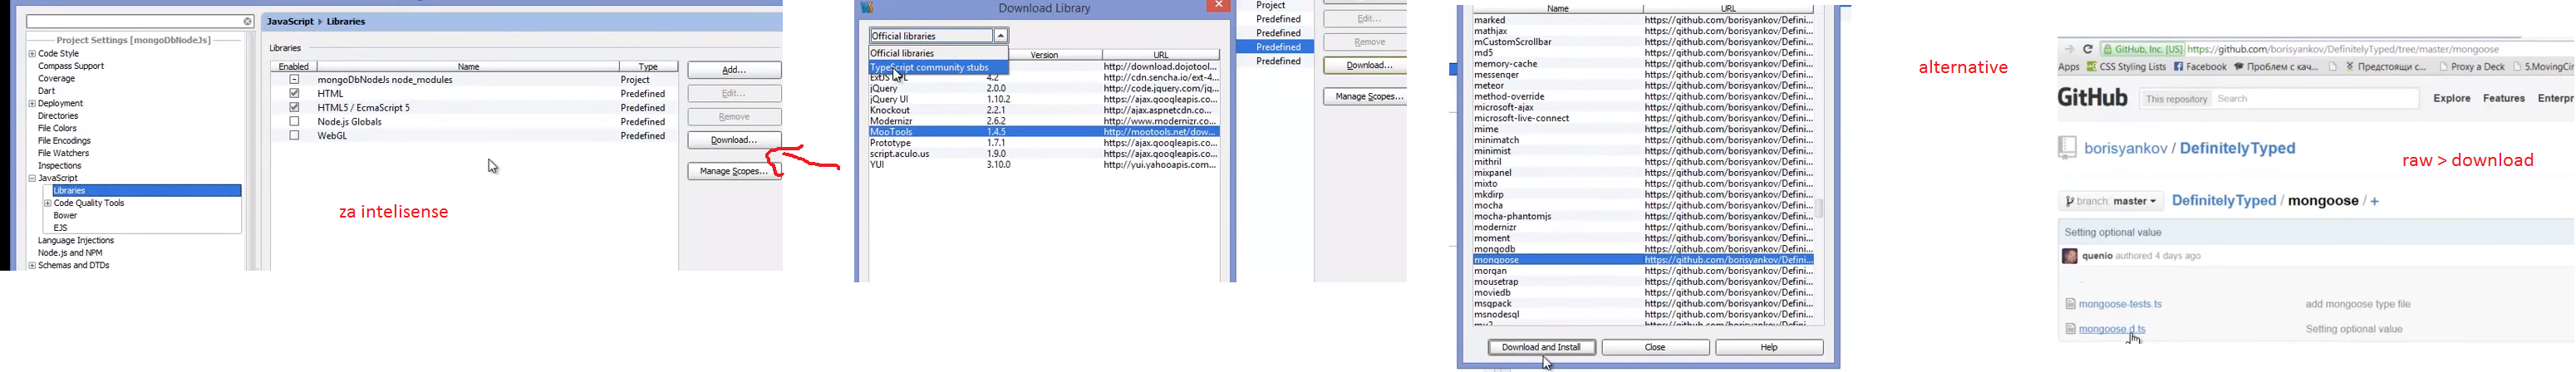 JavaScript ▸ Libraries
Project Settings [mongoDbNodeJs]
Code Style
Compass Support
Coverage
Dart
Deployment
Directories
File Colors
File Encodings
File Watchers
Inspections
JavaScript
Libraries
Code Quality Tools
Bower
EJS
Language Injections
Node.js and NPM
Schemas and DTDs
Libraries
Enabled Name Type
mongoDbNodeJs node_modules Project
HTML Predefined
HTML5 / EcmaScript 5 Predefined
Node.js Globals Predefined
WebGL Predefined
Add...
Edit...
Remove
Download...
Manage Scopes...
za intelisense
Download Library
Official libraries
Official libraries
TypeScript community stubs
Version URL
http://download.dojotool...
4.2 http://cdn.sencha.io/ext-4...
jQuery 2.0.0 http://code.jquery.com/jq...
jQuery UI 1.10.2 https://ajax.googleapis.co...
Knockout 2.2.1 http://ajax.aspnetcdn.co...
Modernizr 2.6.2 http://www.modernizr.co...
MooTools 1.4.5 http://mootools.net/dow...
Prototype 1.7.1 https://ajax.googleapis.co...
script.aculo.us 1.9.0 https://ajax.googleapis.co...
YUI 3.10.0 http://yui.yahooapis.com...
Project
Predefined
Predefined
Predefined
Predefined
Edit...
Remove
Download...
Manage Scopes...
Name URL
marked https://github.com/borisyankov/Defini...
mathjax https://github.com/borisyankov/Defini...
mCustomScrollbar https://github.com/borisyankov/Defini...
md5 https://github.com/borisyankov/Defini...
memory-cache https://github.com/borisyankov/Defini...
messenger https://github.com/borisyankov/Defini...
meteor https://github.com/borisyankov/Defini...
method-override https://github.com/borisyankov/Defini...
microsoft-ajax https://github.com/borisyankov/Defini...
microsoft-live-connect https://github.com/borisyankov/Defini...
mime https://github.com/borisyankov/Defini...
minimatch https://github.com/borisyankov/Defini...
minimist https://github.com/borisyankov/Defini...
mithril https://github.com/borisyankov/Defini...
mixpanel https://github.com/borisyankov/Defini...
mixto https://github.com/borisyankov/Defini...
mkdirp https://github.com/borisyankov/Defini...
mocha https://github.com/borisyankov/Defini...
mocha-phantomjs https://github.com/borisyankov/Defini...
modernizr https://github.com/borisyankov/Defini...
moment https://github.com/borisyankov/Defini...
mongodb https://github.com/borisyankov/Defini...
mongoose https://github.com/borisyankov/Defini...
morgan https://github.com/borisyankov/Defini...
mousetrap https://github.com/borisyankov/Defini...
moviedb https://github.com/borisyankov/Defini...
msgpack https://github.com/borisyankov/Defini...
msnodesql https://github.com/borisyankov/Defini...
Download and Install
Close
Help
alternative
GitHub, Inc. [US] https://github.com/borisyankov/DefinitelyTyped/tree/master/mongoose
Apps CSS Styling Lists Facebook Проблем с кач... Предстоящи с... Proxy a Deck 5.MovingCir
GitHub This repository Search Explore Features Enterpr
borisyankov / DefinitelyTyped
raw > download
branch: master DefinitelyTyped / mongoose / +
Setting optional value
quenio authored 4 days ago
..
mongoose-tests.ts add mongoose type file
mongoose.d.ts Setting optional value